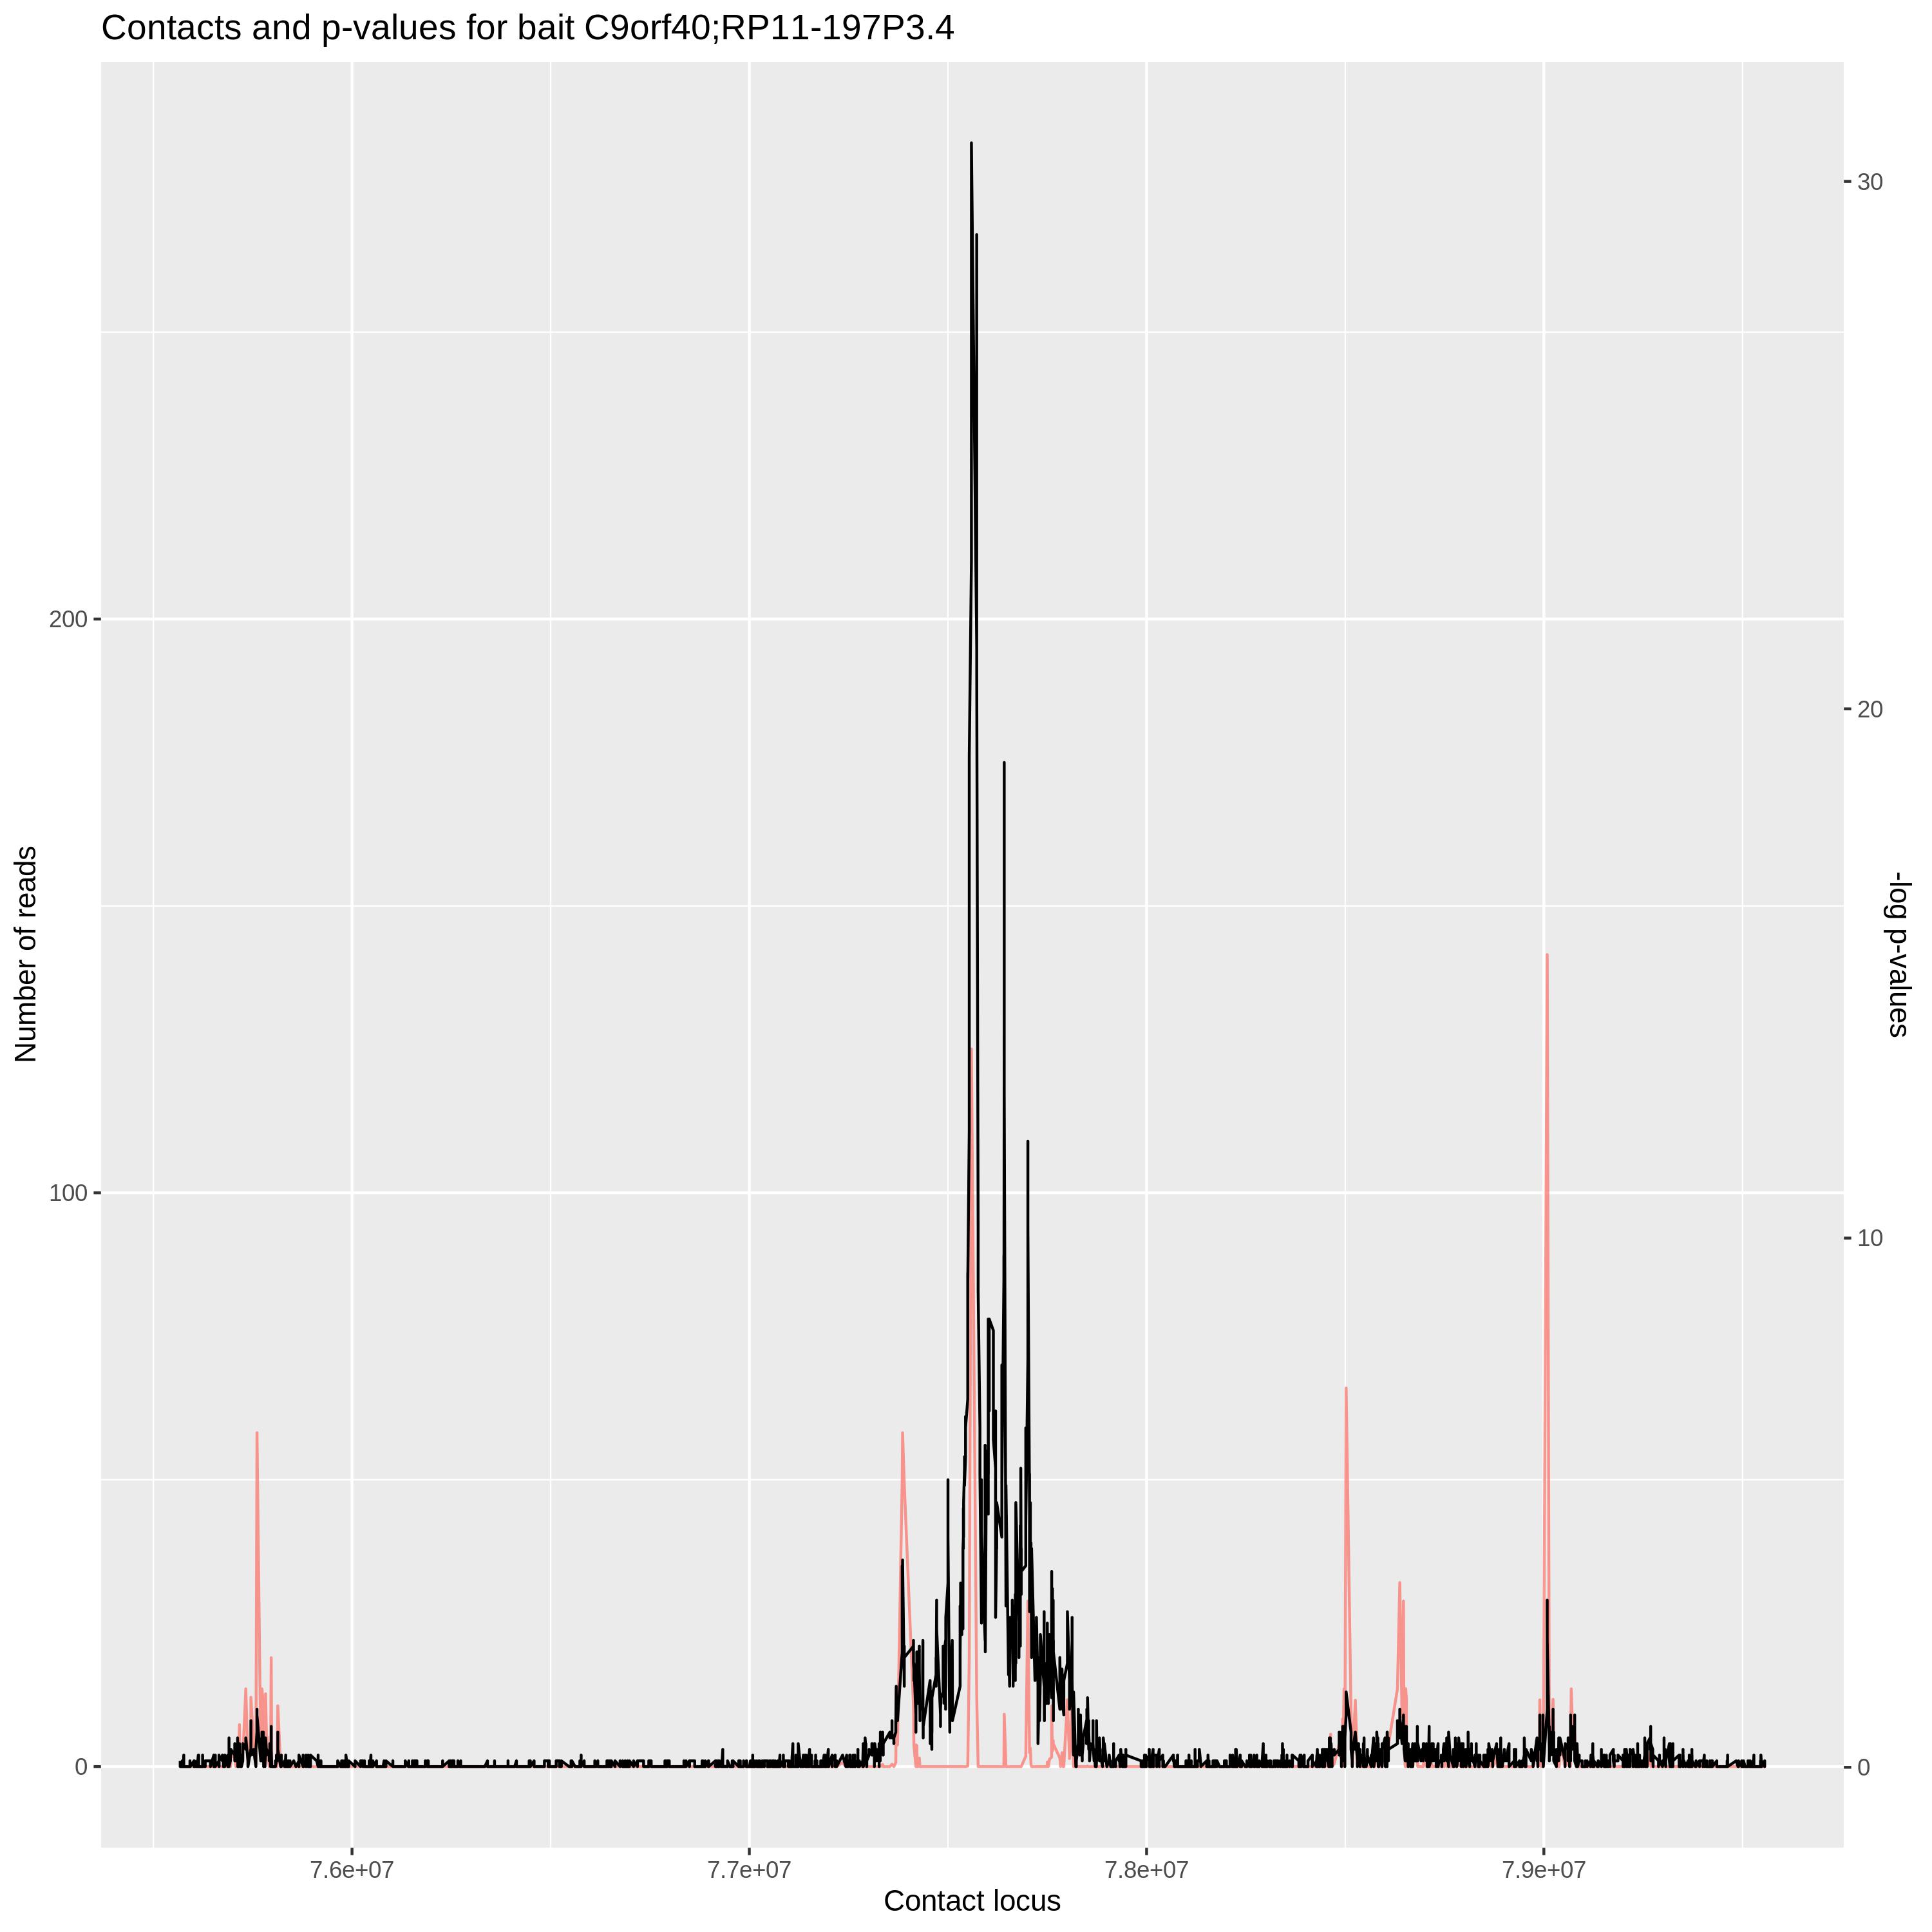 Contacts and p-values for bait C9orf40;RP11-197P3.4
Number of reads
200
100
0
30
20
10
0
-log p-values
7.6e+07 7.7e+07 7.8e+07 7.9e+07
Contact locus